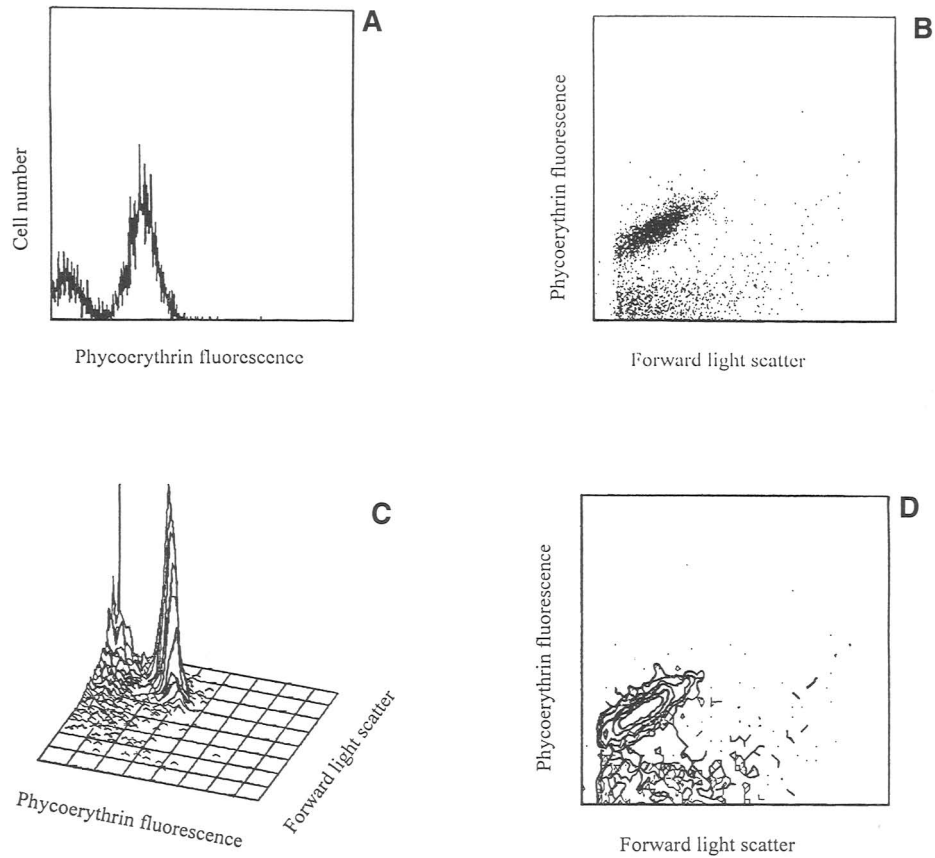 A
Cell number
Phycoerythrin fluorescence
B
Phycoerythrin fluorescence
Forward light scatter
C
Phycoerythrin fluorescence
Forward light scatter
D
Phycoerythrin fluorescence
Forward light scatter